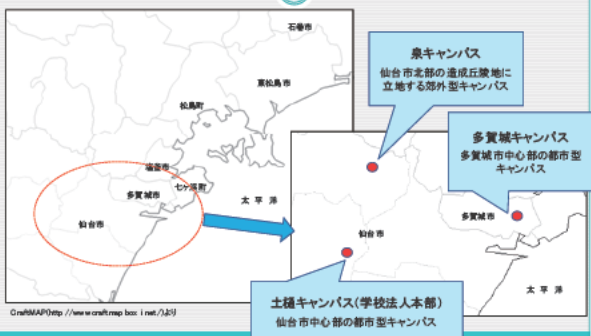 石巻市
東松島市
松島町
塩釜市
七ヶ浜町
多賀城市
仙台市
太 平 洋
泉キャンパス
仙台市北部の造成丘陵地に
立地する郊外型キャンパス
多賀城キャンパス
多賀城市中心部の都市型
キャンパス
多賀城市
仙台市
太 平 洋
土樋キャンパス(学校法人本部)
仙台市中心部の都市型キャンパス
CraftMAP(http://www.craftmap.box-i.net/)より